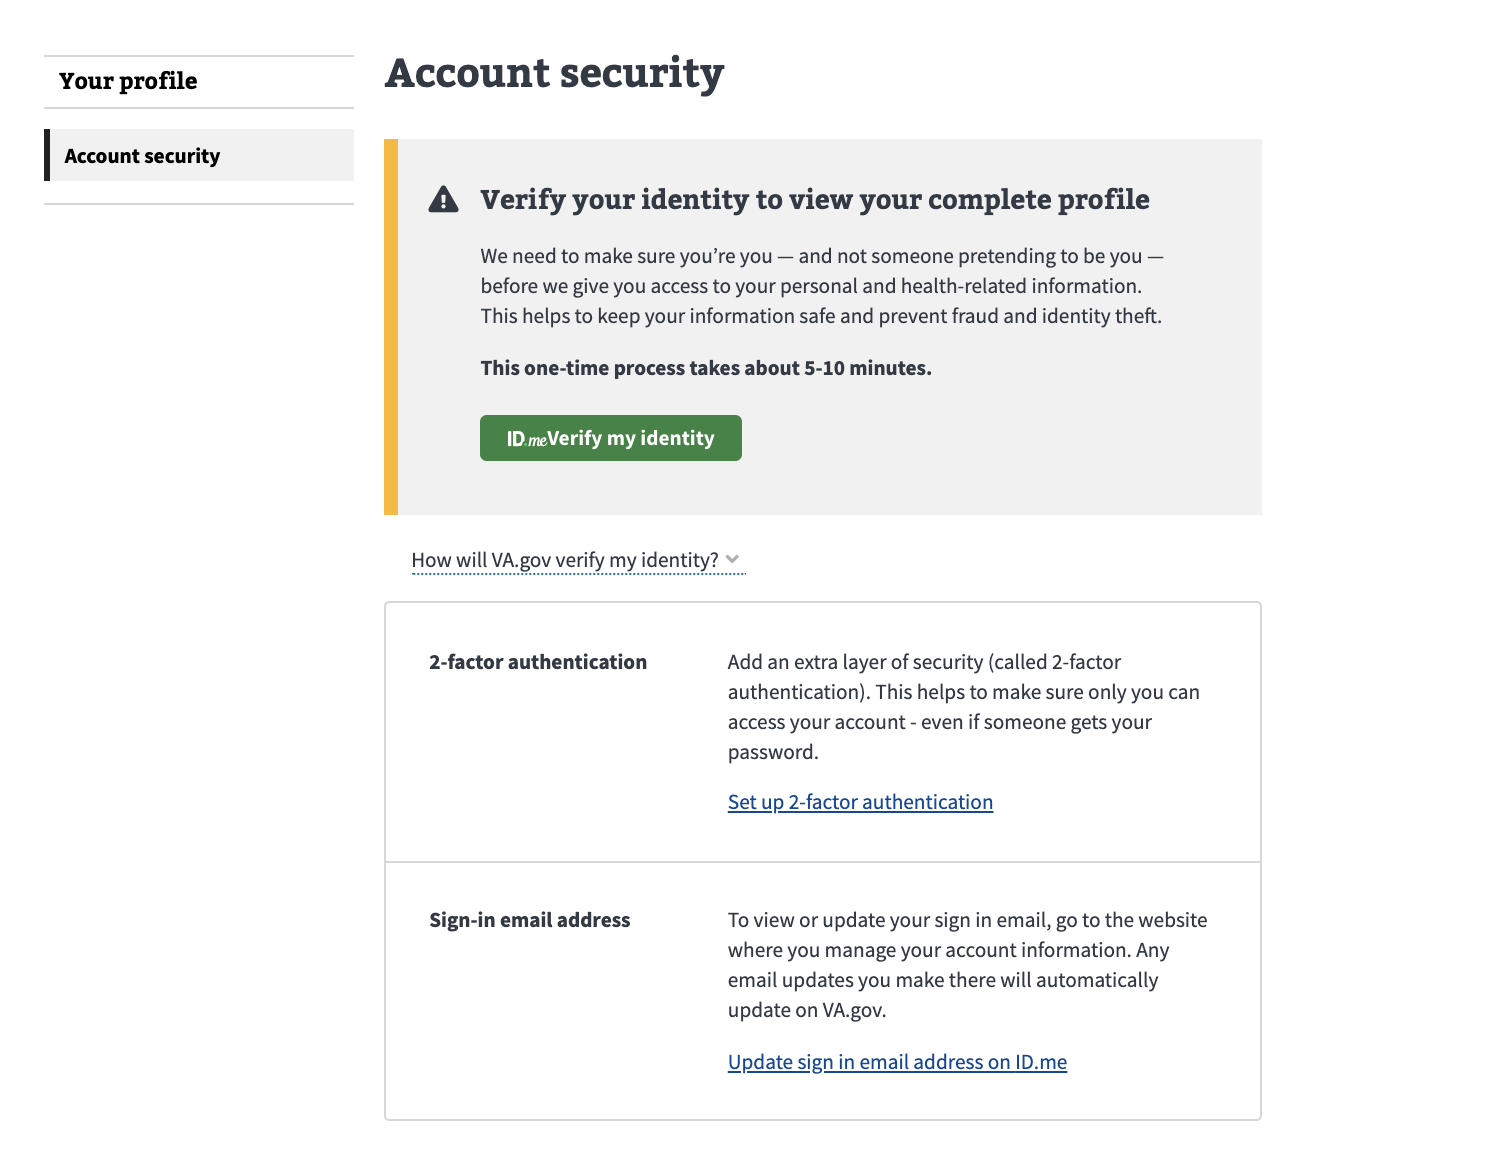 Your profile
Account security
Account security
Verify your identity to view your complete profile
We need to make sure you’re you — and not someone pretending to be you —
before we give you access to your personal and health-related information.
This helps to keep your information safe and prevent fraud and identity theft.
This one-time process takes about 5-10 minutes.
ID.meVerify my identity
How will VA.gov verify my identity?
2-factor authentication
Add an extra layer of security (called 2-factor
authentication). This helps to make sure only you can
access your account - even if someone gets your
password.
Set up 2-factor authentication
Sign-in email address
To view or update your sign in email, go to the website
where you manage your account information. Any
email updates you make there will automatically
update on VA.gov.
Update sign in email address on ID.me